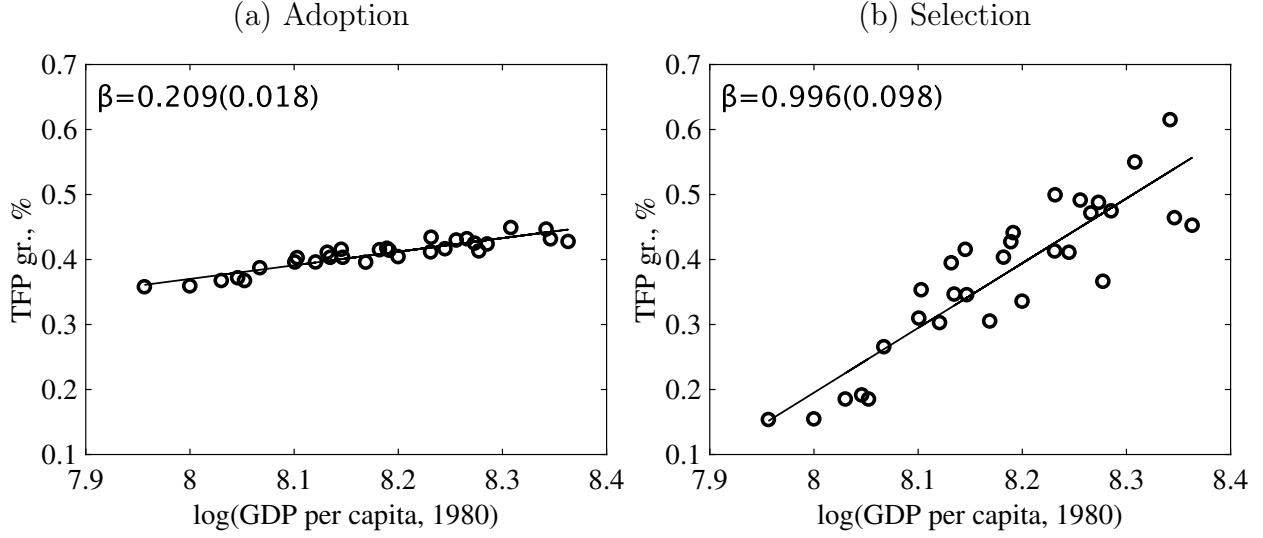 (a) Adoption
β=0.209(0.018)
TFP gr., %
0.7
0.6
0.5
0.4
0.3
0.2
0.1
7.9 8 8.1 8.2 8.3 8.4
log(GDP per capita, 1980)
(b) Selection
β=0.996(0.098)
TFP gr., %
0.7
0.6
0.5
0.4
0.3
0.2
0.1
7.9 8 8.1 8.2 8.3 8.4
log(GDP per capita, 1980)